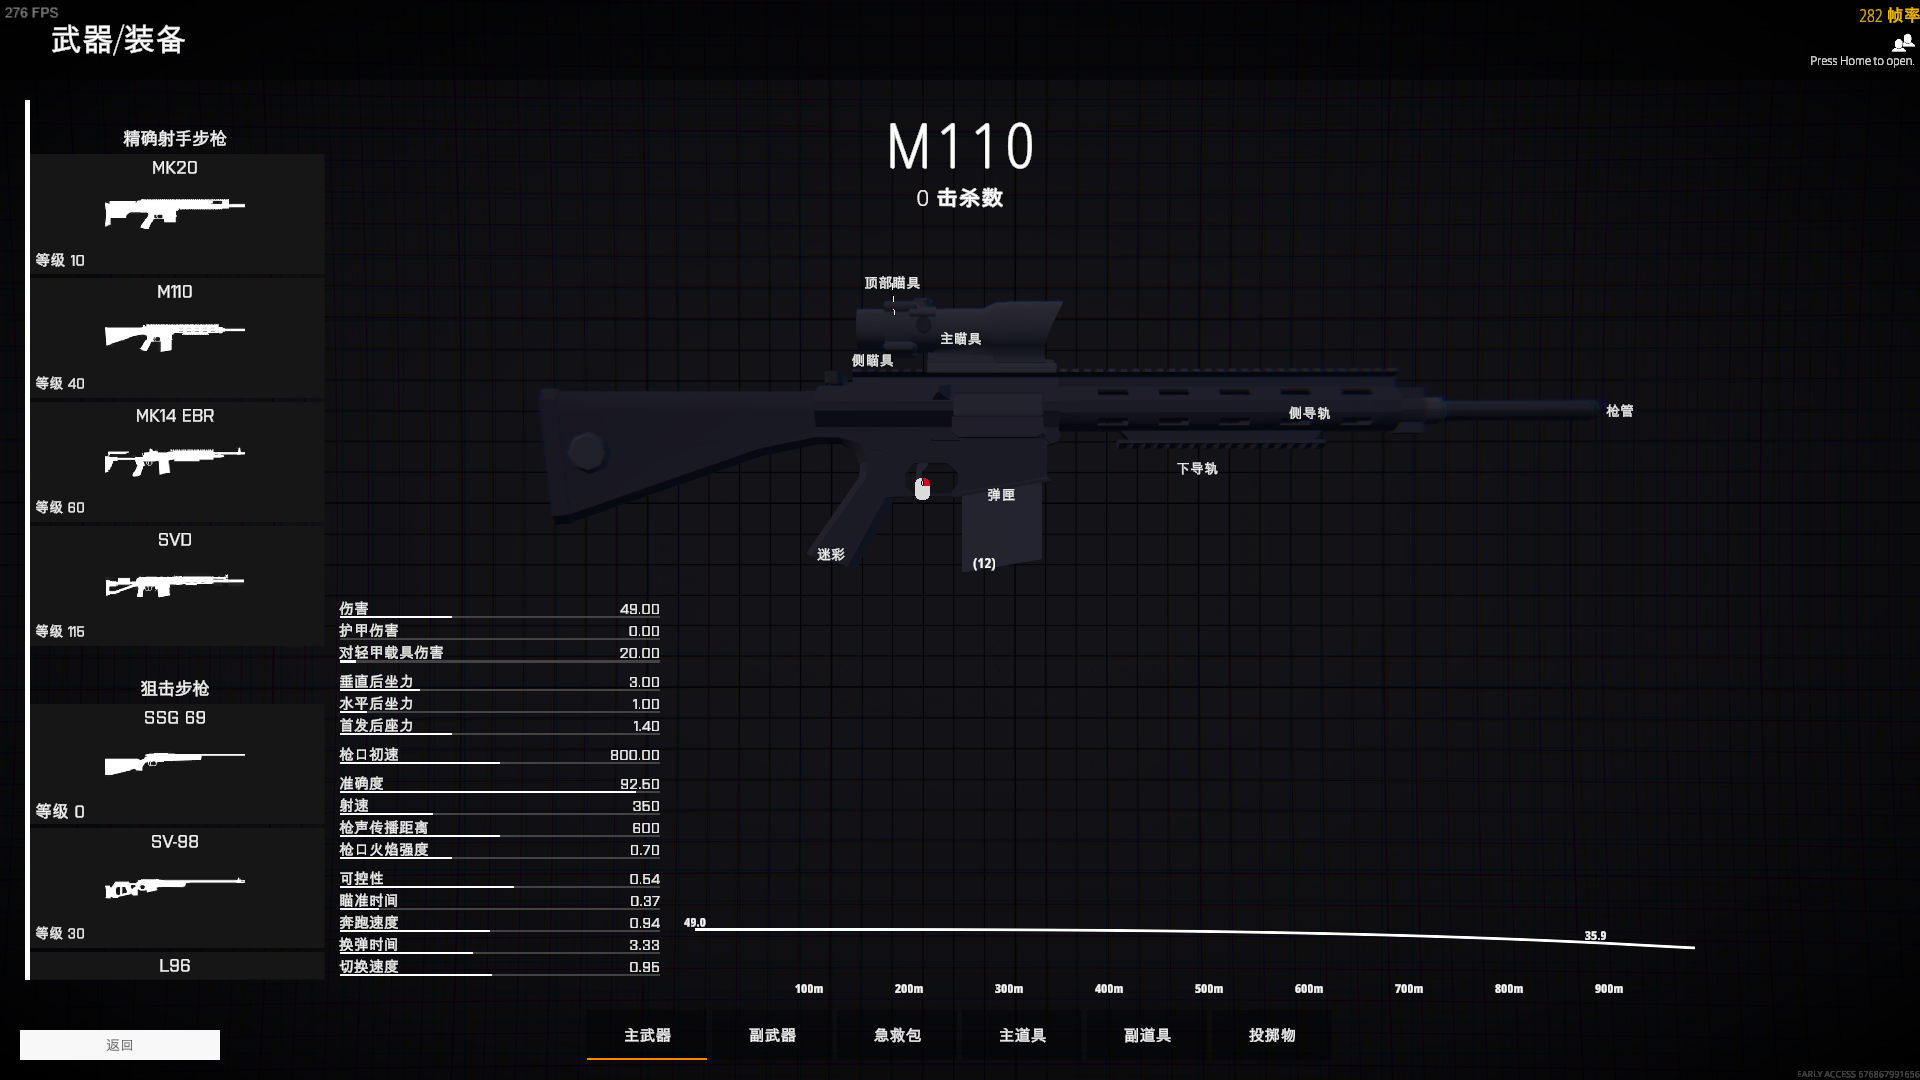 276 FPS
282 帧率
武器/装备
Press Home to open.
M110
0 击杀数
精确射手步枪
MK20
等级 10
M110
等级 40
MK14 EBR
等级 60
SVD
等级 115
狙击步枪
SSG 69
等级 0
SV-98
等级 30
L96
顶部瞄具
主瞄具
侧瞄具
侧导轨
枪管
下导轨
弹匣
迷彩
(12)
伤害 49.00
护甲伤害 0.00
对轻甲载具伤害 20.00
垂直后坐力 3.00
水平后坐力 1.00
首发后座力 1.40
枪口初速 800.00
准确度 92.50
射速 350
枪声传播距离 600
枪口火焰强度 0.70
可控性 0.54
瞄准时间 0.37
奔跑速度 0.94
换弹时间 3.33
切换速度 0.95
49.0
35.9
100m 200m 300m 400m 500m 600m 700m 800m 900m
主武器 副武器 急救包 主道具 副道具 投掷物
返回
EARLY ACCESS 676867991656